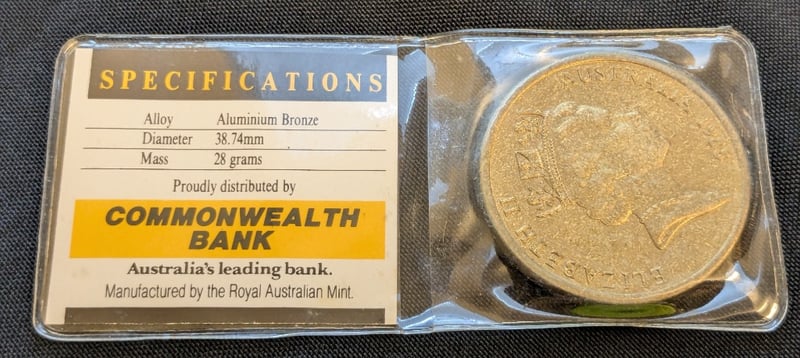 SPECIFICATIONS
Alloy Aluminium Bronze
Diameter 38.74mm
Mass 28 grams
Proudly distributed by
COMMONWEALTH
BANK
Australia's leading bank.
Manufactured by the Royal Australian Mint.
ELIZABETH II
AUSTRALIA